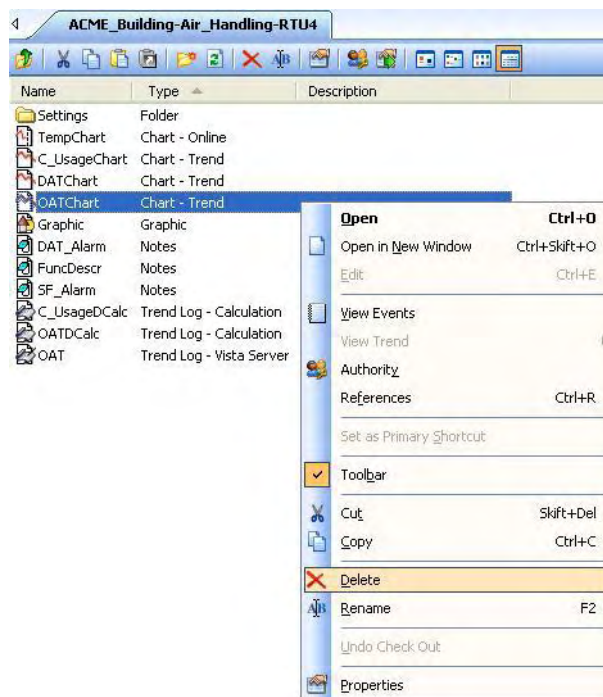 ACME_Building-Air_Handling-RTU4
Name Type Description
Settings Folder
TempChart Chart - Online
C_UsageChart Chart - Trend
DATChart Chart - Trend
OATChart Chart - Trend
Graphic Graphic
DAT_Alarm Notes
FuncDescr Notes
SF_Alarm Notes
C_UsageDCalc Trend Log - Calculation
OATDCalc Trend Log - Calculation
OAT Trend Log - Vista Server
Open Ctrl+O
Open in New Window Ctrl+Skift+O
Edit Ctrl+E
View Events
View Trend
Authority
References Ctrl+R
Set as Primary Shortcut
Toolbar
Cut Skift+Del
Copy Ctrl+C
Delete
Rename F2
Undo Check Out
Properties